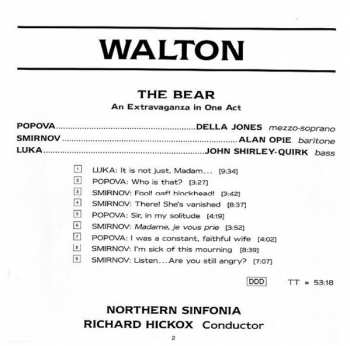 WALTON
THE BEAR
An Extravaganza in One Act
POPOVA.......................................................DELLA JONES mezzo-soprano
SMIRNOV.......................................................ALAN OPIE baritone
LUKA.......................................................JOHN SHIRLEY-QUIRK bass
1 LUKA: It is not just, Madam... [9:34]
2 POPOVA: Who is that? [3:27]
3 SMIRNOV: Fool! oaf! blockhead! [3:42]
4 SMIRNOV: There! She's vanished [8:37]
5 POPOVA: Sir, in my solitude [4:19]
6 SMIRNOV: Madame, je vous prie [3:52]
7 POPOVA: I was a constant, faithful wife [4:02]
8 SMIRNOV: I'm sick of this mourning [8:39]
9 SMIRNOV: Listen...Are you still angry? [7:07]
DDD TT = 53:18
NORTHERN SINFONIA
RICHARD HICKOX Conductor
2